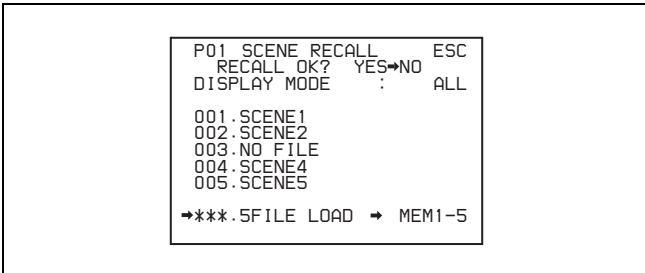 P01 SCENE RECALL ESC
RECALL OK? YES➡NO
DISPLAY MODE : ALL
001.SCENE1
002.SCENE2
003.NO FILE
004.SCENE4
005.SCENE5
➡***.5FILE LOAD ➡ MEM1-5